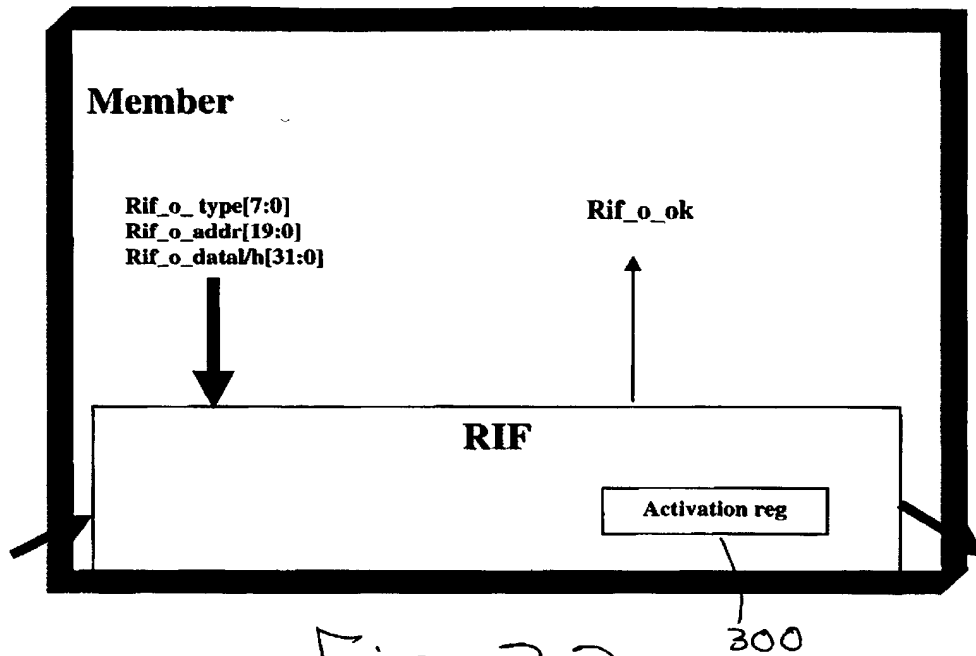 Member
Rif_o_ type[7:0]
Rif_o_addr[19:0]
Rif_o_datal/h[31:0]
Rif_o_ok
RIF
Activation reg
300